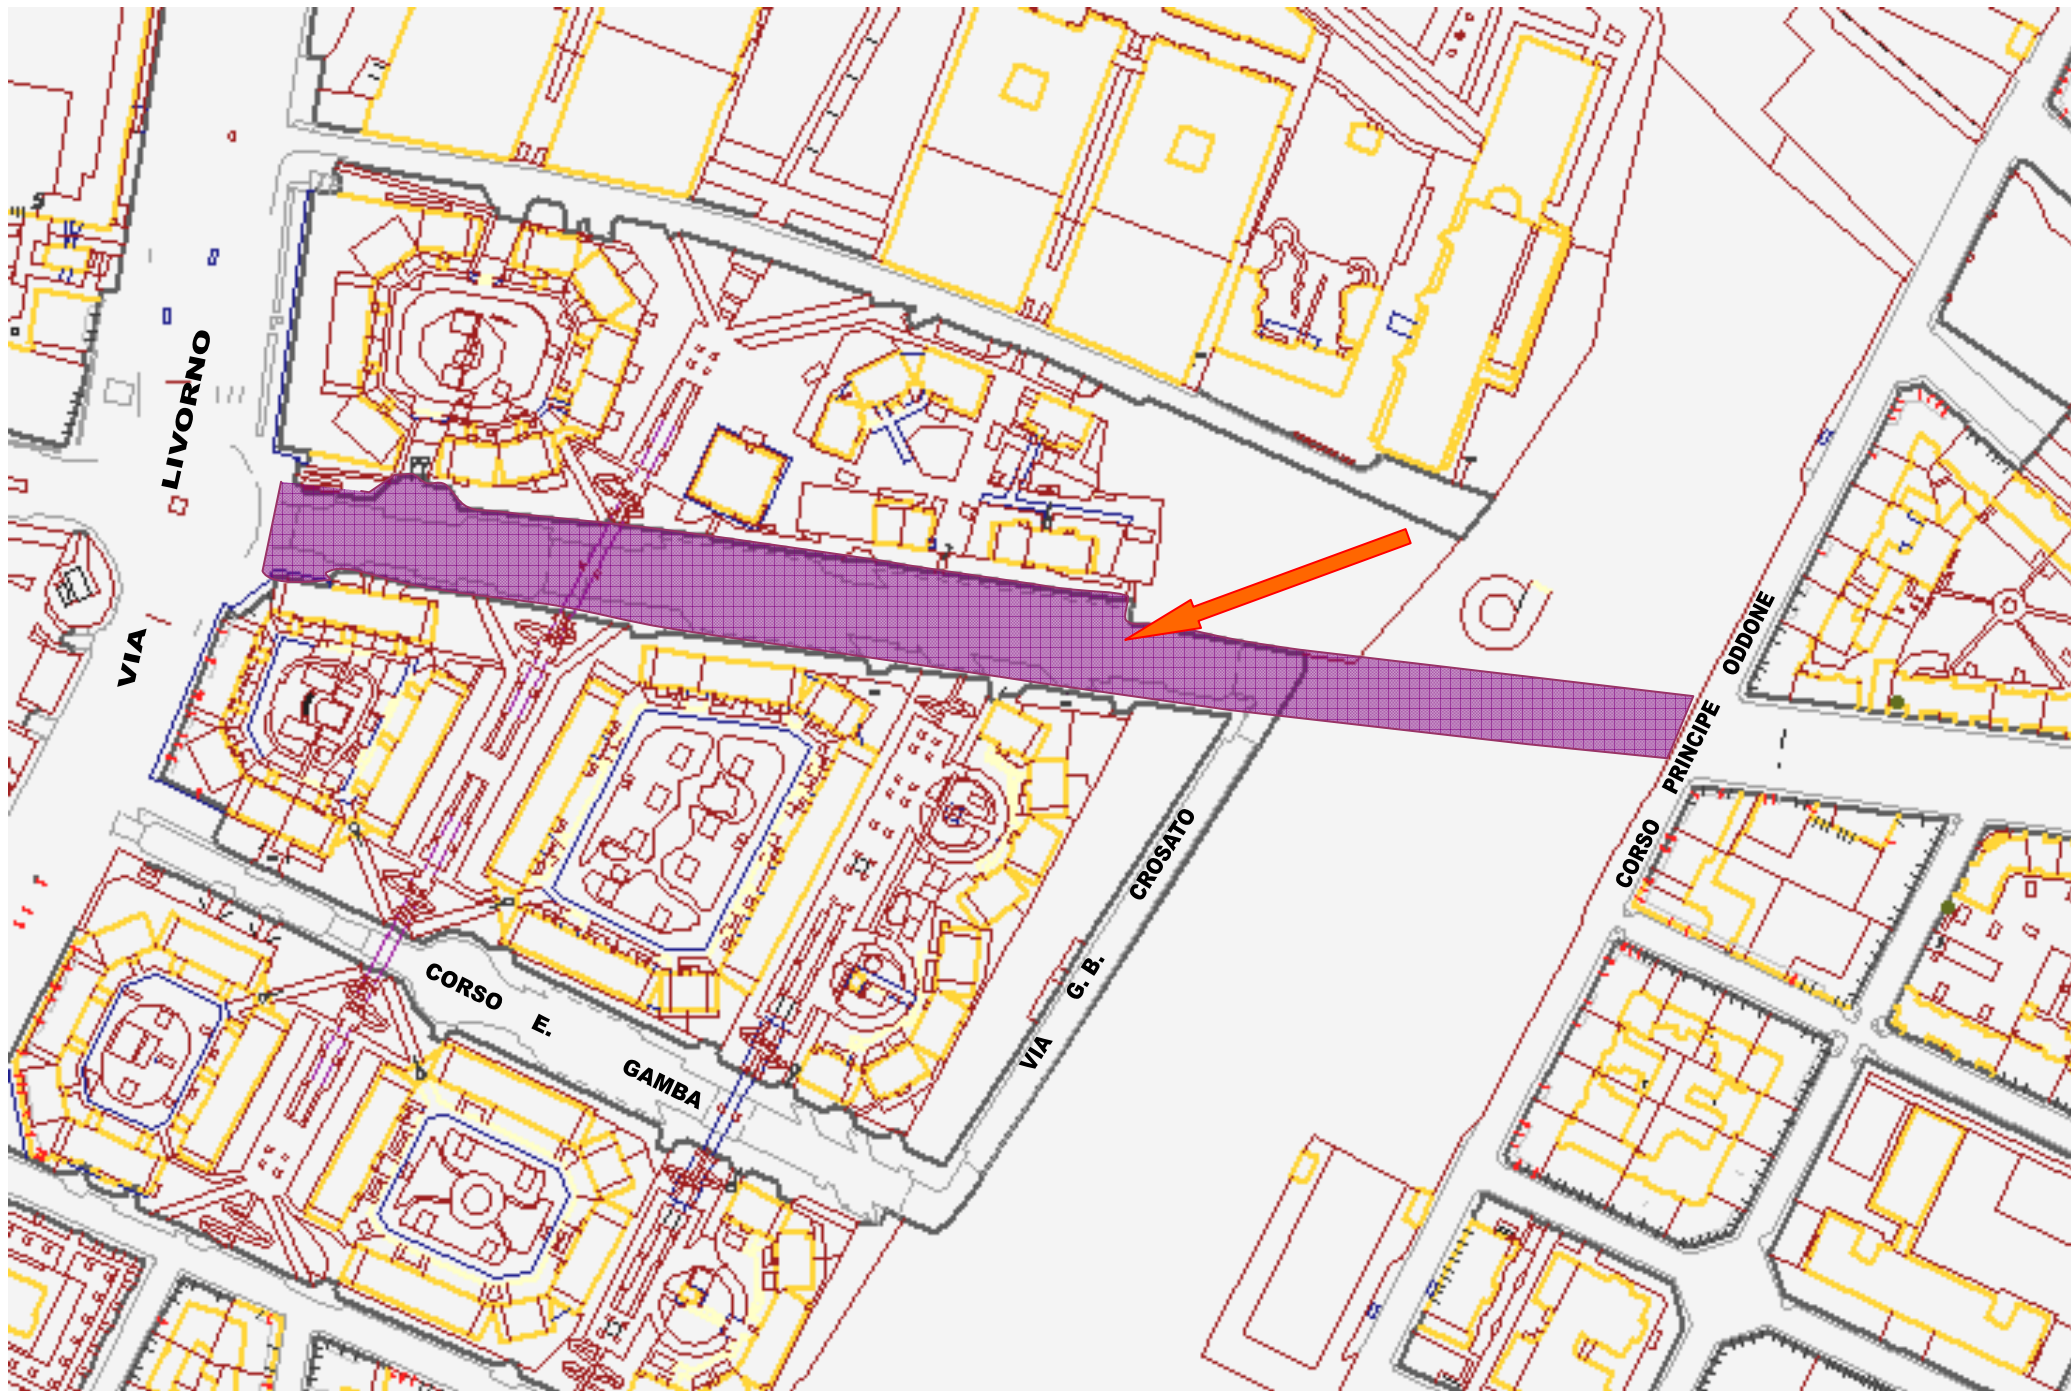 VIA LIVORNO
CORSO PRINCIPE ODDONE
VIA G. B. CROSATO
CORSO E. GAMBA